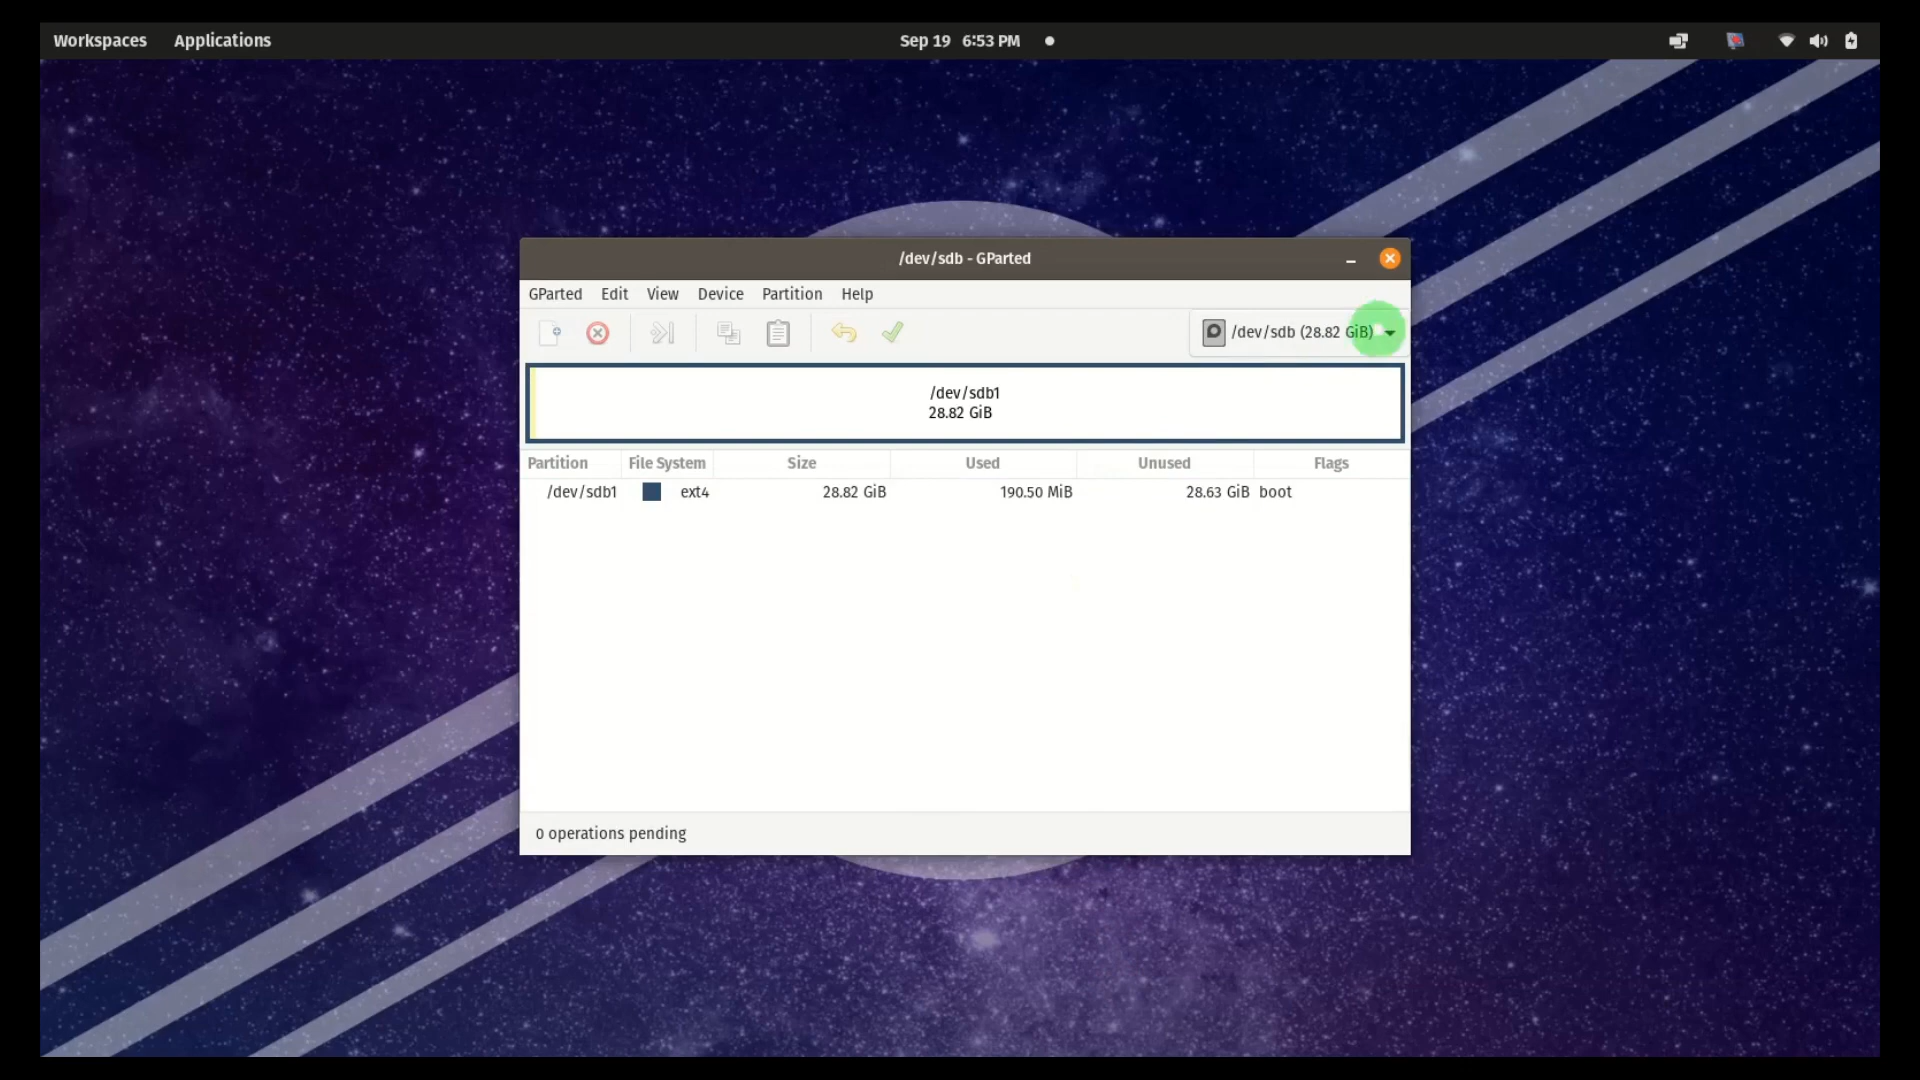 Workspaces Applications Sep 19 6:53 PM
/dev/sdb - GParted
GParted Edit View Device Partition Help
/dev/sdb (28.82 GiB)
/dev/sdb1
28.82 GiB
Partition File System Size Used Unused Flags
/dev/sdb1 ext4 28.82 GiB 190.50 MiB 28.63 GiB boot
0 operations pending